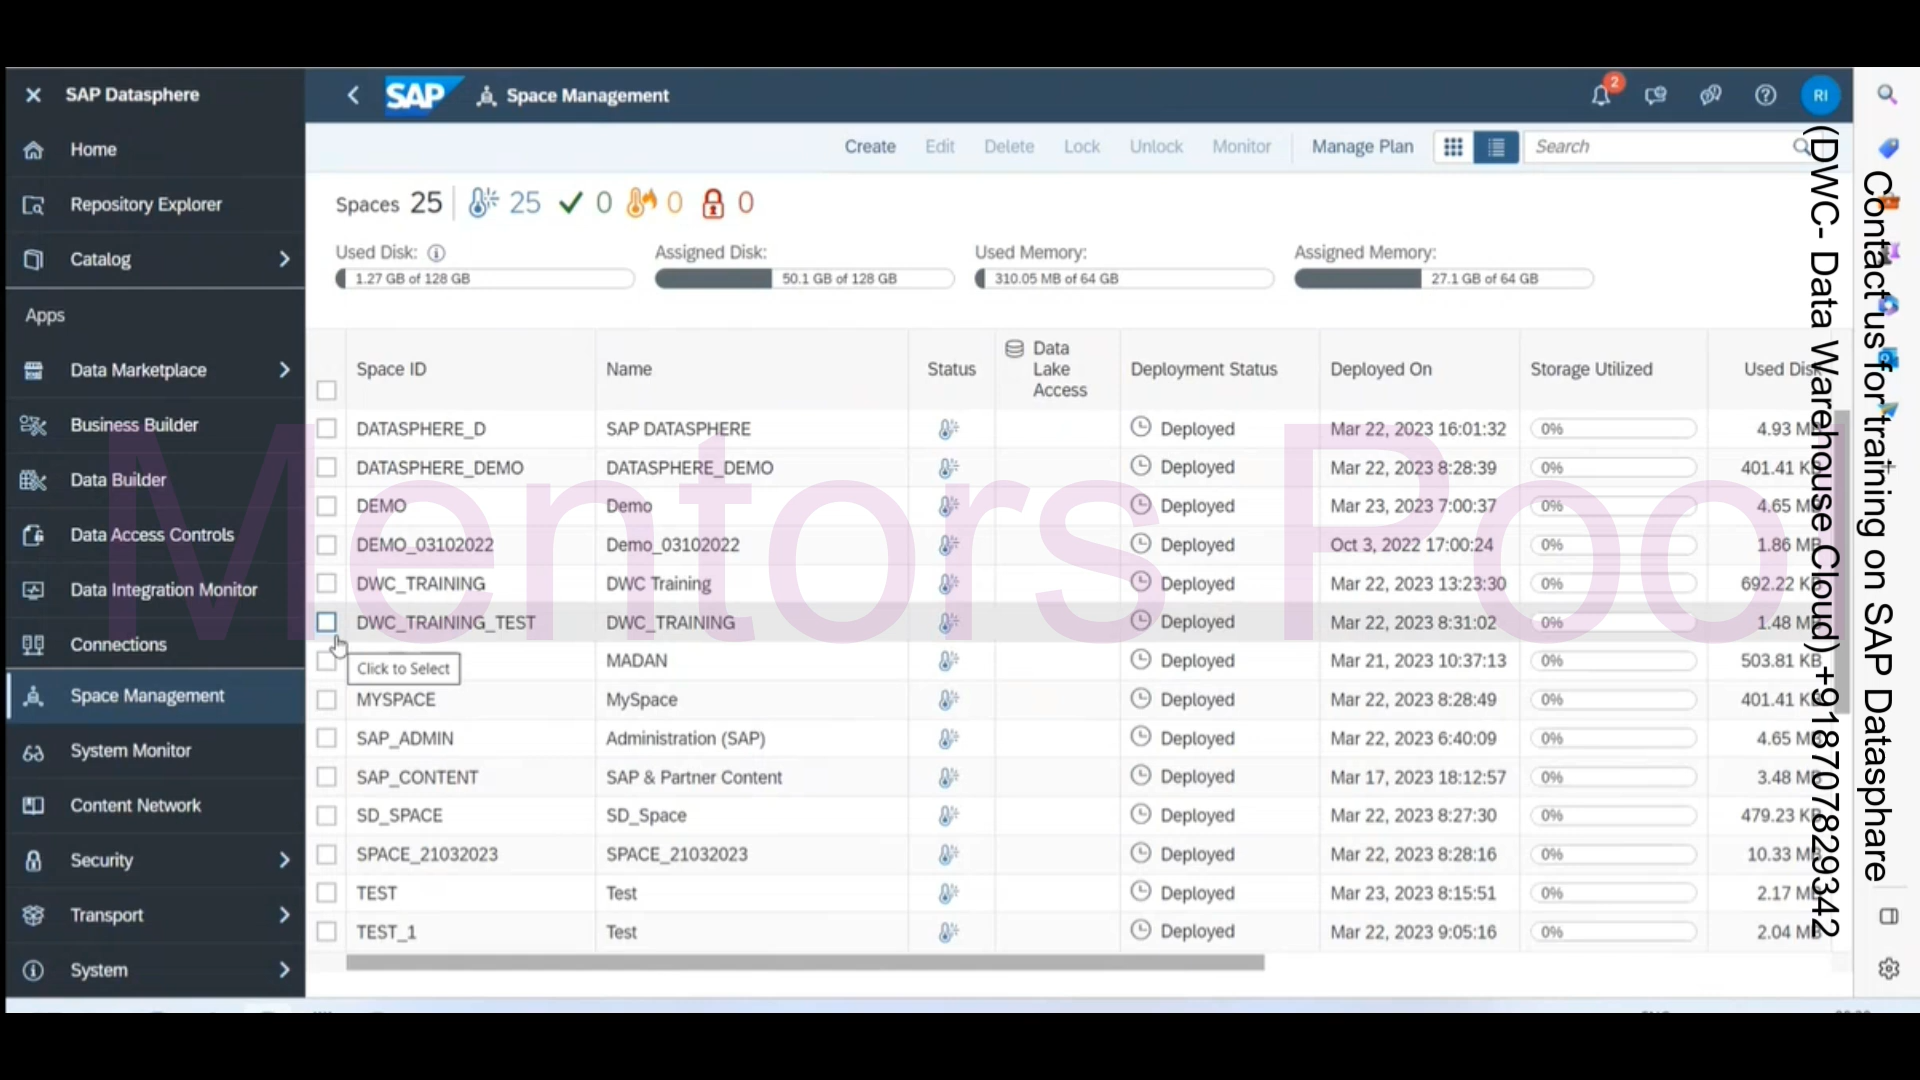 SAP Datasphere
SAP
Space Management
2
RI
Home
Repository Explorer
Catalog
Apps
Data Marketplace
Business Builder
Data Builder
Data Access Controls
Data Integration Monitor
Connections
Space Management
System Monitor
Content Network
Security
Transport
System
Create Edit Delete Lock Unlock Monitor Manage Plan Search
Spaces 25 25 0 0 0
Used Disk: Assigned Disk: Used Memory: Assigned Memory:
1.27 GB of 128 GB 50.1 GB of 128 GB 310.05 MB of 64 GB 27.1 GB of 64 GB
Space ID Name Status Data Lake Access Deployment Status Deployed On Storage Utilized Used Disk
DATASPHERE_D SAP DATASPHERE Deployed Mar 22, 2023 16:01:32 0% 4.93 MB
DATASPHERE_DEMO DATASPHERE_DEMO Deployed Mar 22, 2023 8:28:39 0% 401.41 KB
DEMO Demo Deployed Mar 23, 2023 7:00:37 0% 4.65 MB
DEMO_03102022 Demo_03102022 Deployed Oct 3, 2022 17:00:24 0% 1.86 MB
DWC_TRAINING DWC Training Deployed Mar 22, 2023 13:23:30 0% 692.22 KB
DWC_TRAINING_TEST DWC_TRAINING Deployed Mar 22, 2023 8:31:02 0% 1.48 MB
Click to Select
MADAN Deployed Mar 21, 2023 10:37:13 0% 503.81 KB
MYSPACE MySpace Deployed Mar 22, 2023 8:28:49 0% 401.41 KB
SAP_ADMIN Administration (SAP) Deployed Mar 22, 2023 6:40:09 0% 4.65 MB
SAP_CONTENT SAP & Partner Content Deployed Mar 17, 2023 18:12:57 0% 3.48 MB
SD_SPACE SD_Space Deployed Mar 22, 2023 8:27:30 0% 479.23 KB
SPACE_21032023 SPACE_21032023 Deployed Mar 22, 2023 8:28:16 0% 10.33 MB
TEST Test Deployed Mar 23, 2023 8:15:51 0% 2.17 MB
TEST_1 Test Deployed Mar 22, 2023 9:05:16 0% 2.04 MB
Mentors Pool
Contact us for training on SAP Datasphare
(DWC- Data Warehouse Cloud) +918707829342